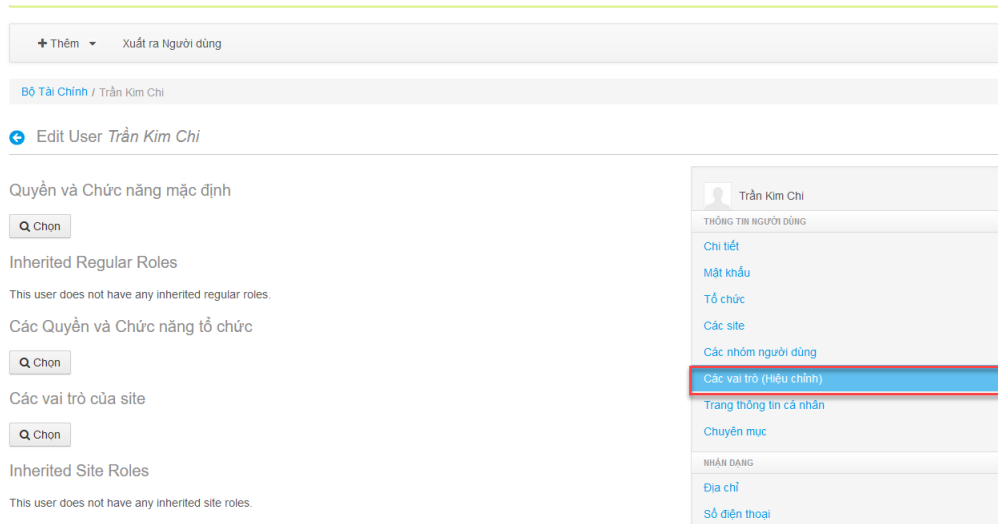 Thêm
Xuất ra Người dùng
Bộ Tài Chính / Trần Kim Chi
Edit User Trần Kim Chi
Quyền và Chức năng mặc định
Chọn
Inherited Regular Roles
This user does not have any inherited regular roles.
Các Quyền và Chức năng tổ chức
Chọn
Các vai trò của site
Chọn
Inherited Site Roles
This user does not have any inherited site roles.
Trần Kim Chi
THÔNG TIN NGƯỜI DÙNG
Chi tiết
Mật khẩu
Tổ chức
Các site
Các nhóm người dùng
Các vai trò (Hiệu chỉnh)
Trang thông tin cá nhân
Chuyên mục
NHẬN DẠNG
Địa chỉ
Số điện thoại